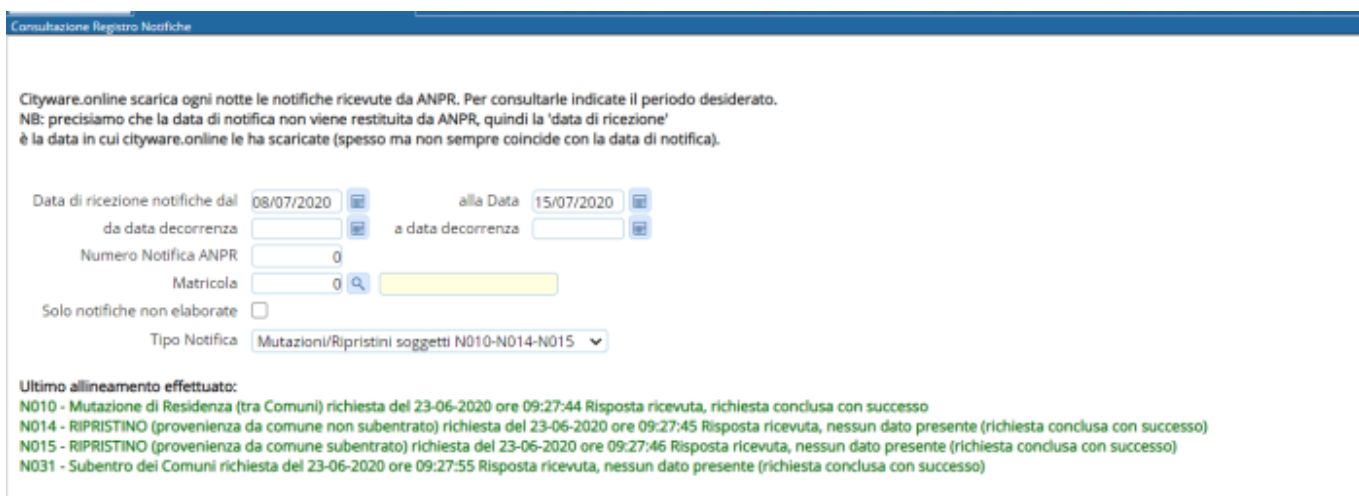 Consultazione Registro Notifiche
Cityware.online scarica ogni notte le notifiche ricevute da ANPR. Per consultarle indicate il periodo desiderato.
NB: precisiamo che la data di notifica non viene restituita da ANPR, quindi la 'data di ricezione'
è la data in cui cityware.online le ha scaricate (spesso ma non sempre coincide con la data di notifica).
Data di ricezione notifiche dal 08/07/2020 alla Data 15/07/2020
da data decorrenza a data decorrenza
Numero Notifica ANPR 0
Matricola 0
Solo notifiche non elaborate
Tipo Notifica Mutazioni/Ripristini soggetti N010-N014-N015
Ultimo allineamento effettuato:
N010 - Mutazione di Residenza (tra Comuni) richiesta del 23-06-2020 ore 09:27:44 Risposta ricevuta, richiesta conclusa con successo
N014 - RIPRISTINO (provenienza da comune non subentrato) richiesta del 23-06-2020 ore 09:27:45 Risposta ricevuta, nessun dato presente (richiesta conclusa con successo)
N015 - RIPRISTINO (provenienza da comune subentrato) richiesta del 23-06-2020 ore 09:27:46 Risposta ricevuta, nessun dato presente (richiesta conclusa con successo)
N031 - Subentro dei Comuni richiesta del 23-06-2020 ore 09:27:55 Risposta ricevuta, nessun dato presente (richiesta conclusa con successo)